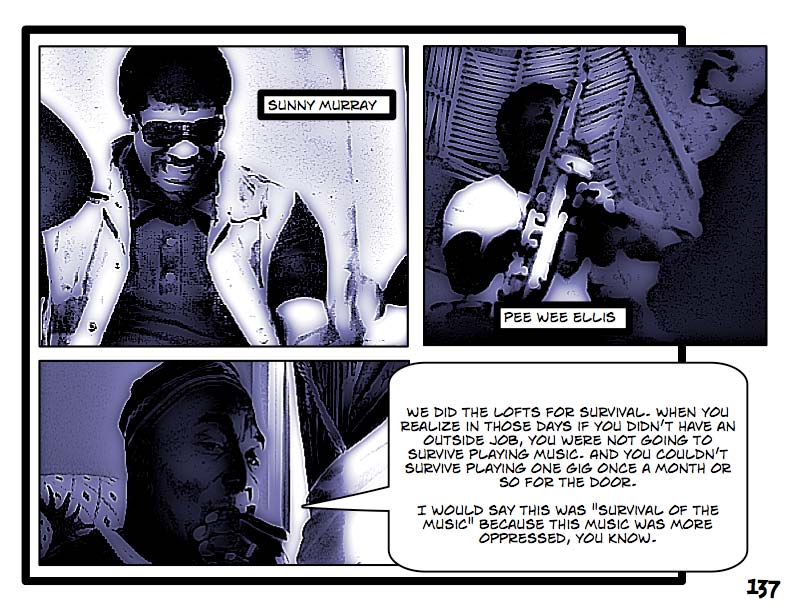 SUNNY MURRAY
PEE WEE ELLIS
WE DID THE LOFTS FOR SURVIVAL. WHEN YOU
REALIZE IN THOSE DAYS IF YOU DIDN'T HAVE AN
OUTSIDE JOB, YOU WERE NOT GOING TO
SURVIVE PLAYING MUSIC. AND YOU COULDN'T
SURVIVE PLAYING ONE GIG ONCE A MONTH OR
SO FOR THE DOOR.
I WOULD SAY THIS WAS "SURVIVAL OF THE
MUSIC" BECAUSE THIS MUSIC WAS MORE
OPPRESSED, YOU KNOW.
137